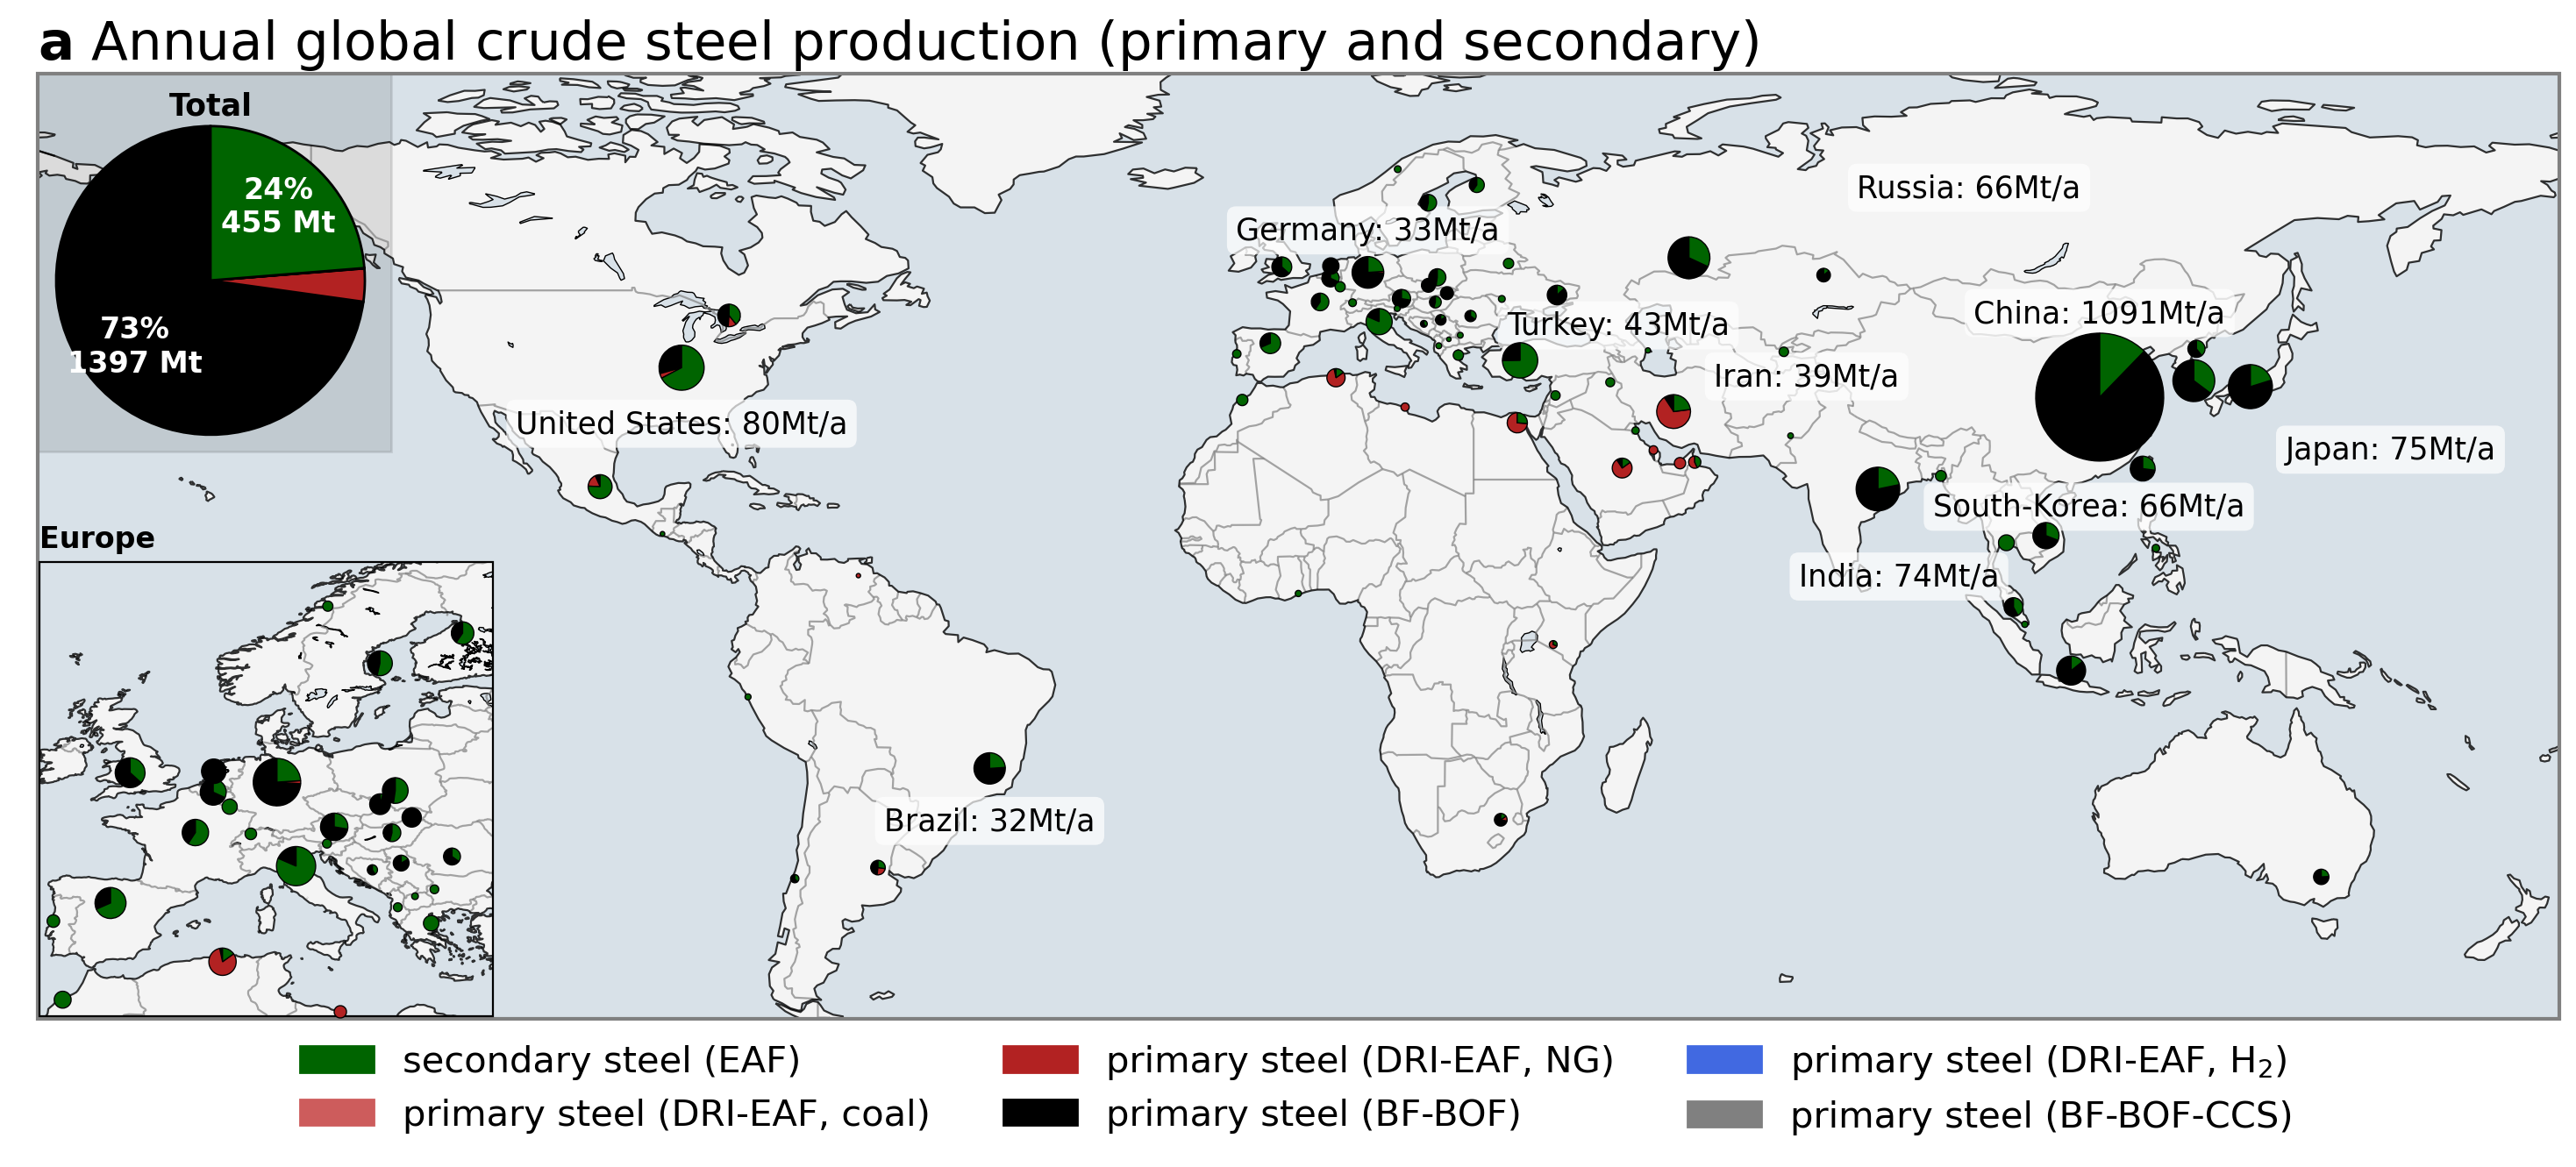 a Annual global crude steel production (primary and secondary)
Total
24%
455 Mt
73%
1397 Mt
Russia: 66Mt/a
Germany: 33Mt/a
China: 1091Mt/a
Turkey: 43Mt/a
Iran: 39Mt/a
United States: 80Mt/a
Japan: 75Mt/a
South-Korea: 66Mt/a
Europe
India: 74Mt/a
Brazil: 32Mt/a
secondary steel (EAF)
primary steel (DRI-EAF, NG)
primary steel (DRI-EAF, H₂)
primary steel (DRI-EAF, coal)
primary steel (BF-BOF)
primary steel (BF-BOF-CCS)